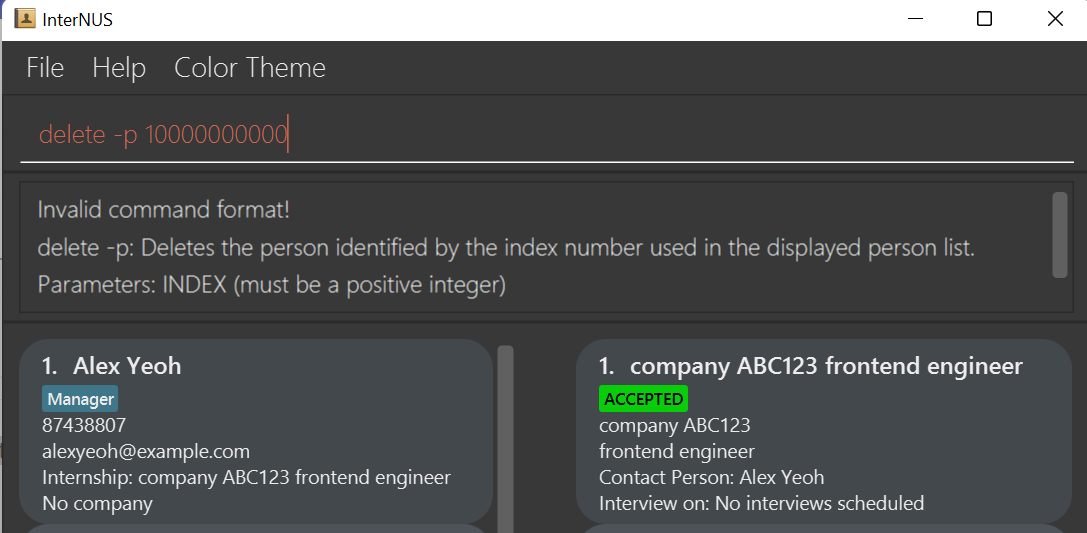 InterNUS
File Help Color Theme
delete -p 10000000000
Invalid command format!
delete -p: Deletes the person identified by the index number used in the displayed person list.
Parameters: INDEX (must be a positive integer)
1. Alex Yeoh
Manager
87438807
alexyeoh@example.com
Internship: company ABC123 frontend engineer
No company
1. company ABC123 frontend engineer
ACCEPTED
company ABC123
frontend engineer
Contact Person: Alex Yeoh
Interview on: No interviews scheduled